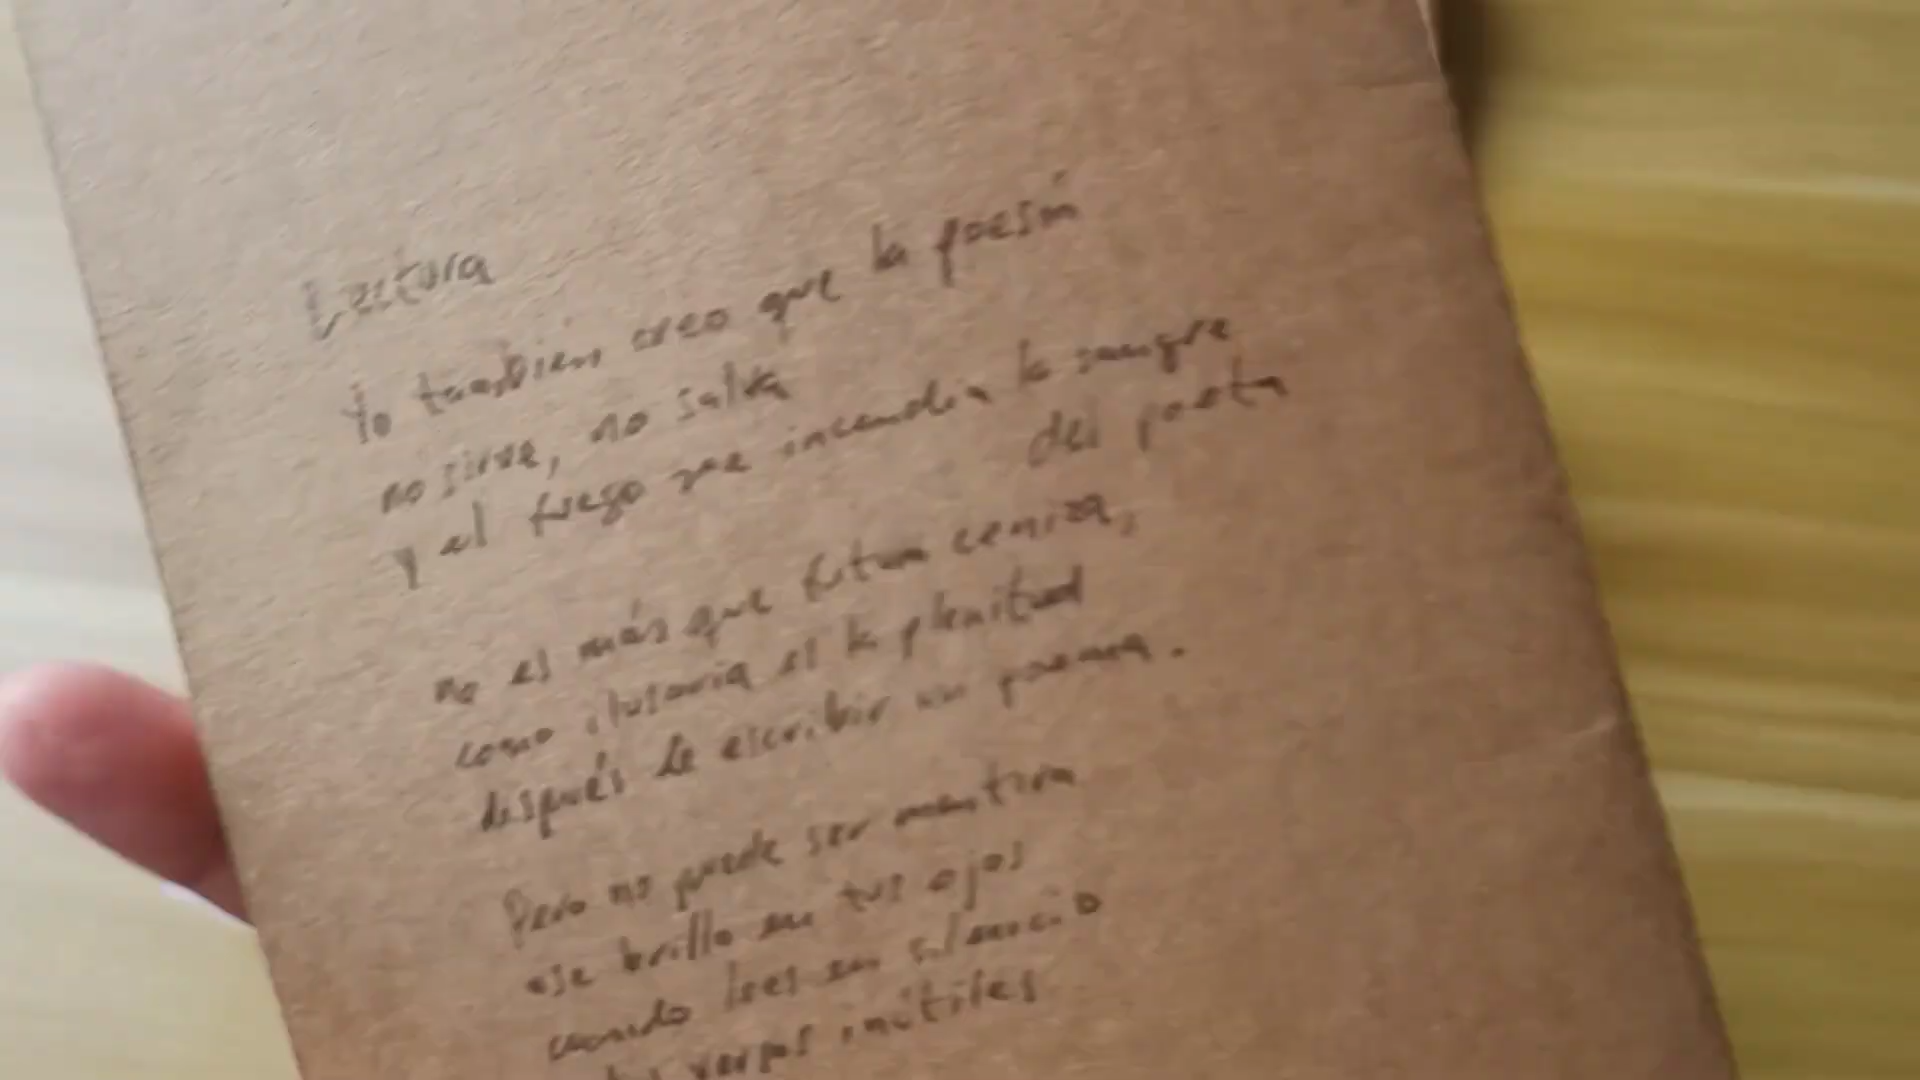 Lectura
Yo también creo que la poesía
no sirve, no salva
y el fuego que incendia la sangre
del poeta
no es más que futura ceniza,
como ilusoria es la plenitud
después de escribir un poema.
Pero no puede ser mentira
ese brillo en tus ojos
cuando lees en silencio
versos inútiles